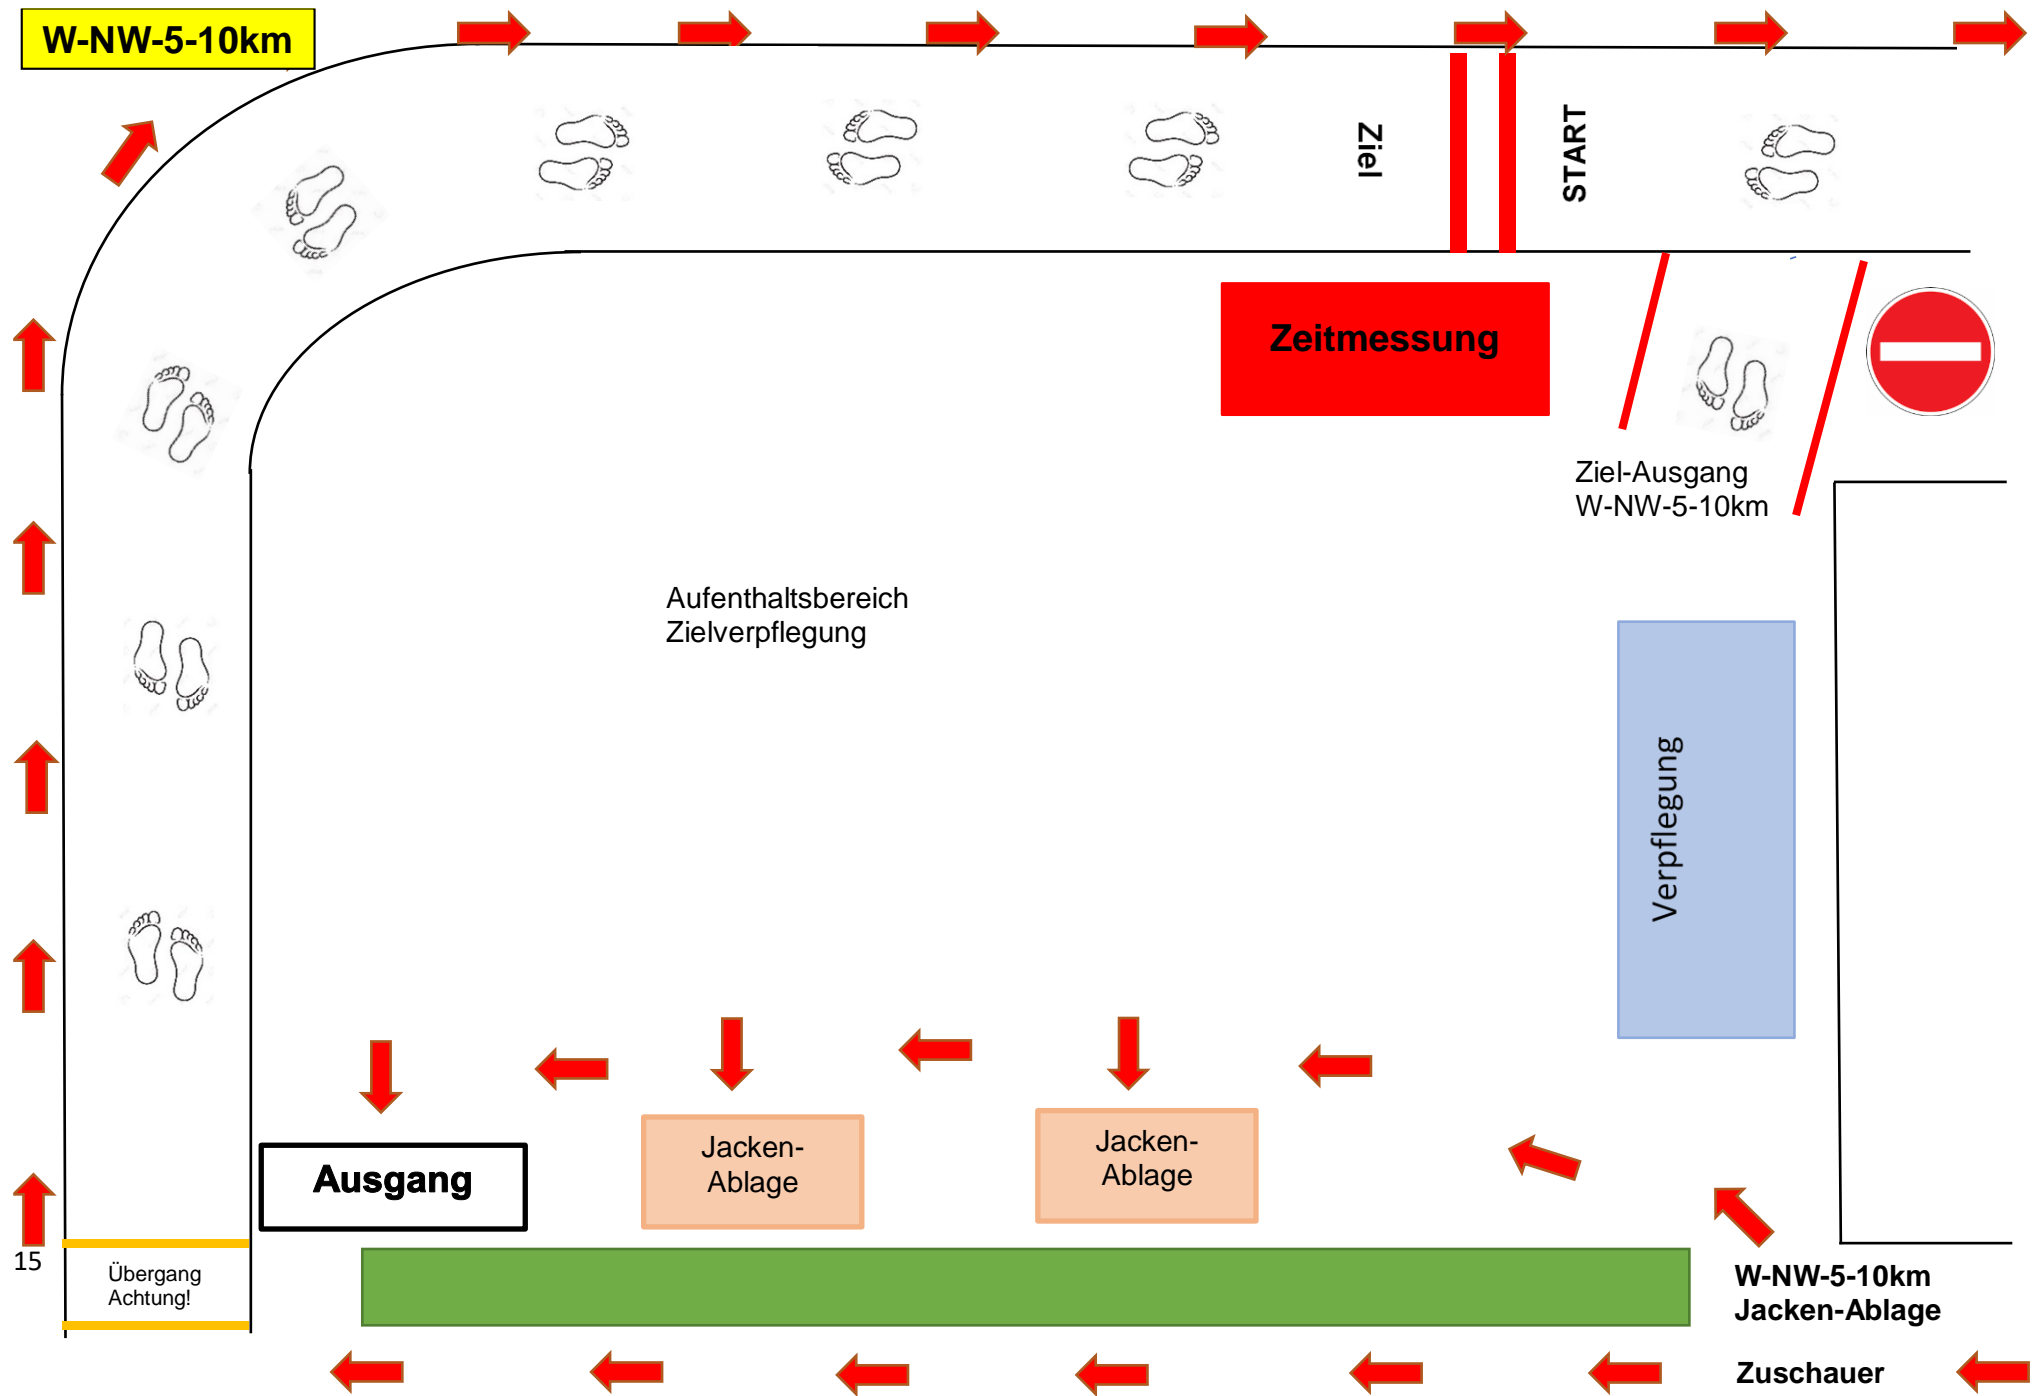 W-NW-5-10km
Ziel
START
Zeitmessung
Ziel-Ausgang
W-NW-5-10km
Aufenthaltsbereich
Zielverpflegung
Verpflegung
Jacken-
Ablage
Jacken-
Ablage
Ausgang
15
Übergang
Achtung!
W-NW-5-10km
Jacken-Ablage
Zuschauer